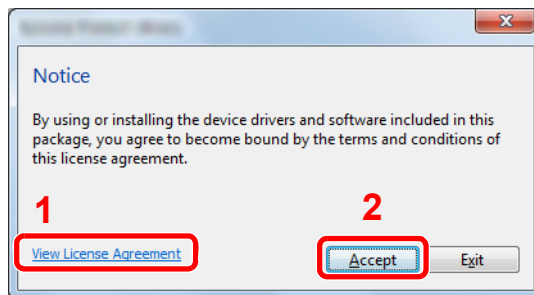 Notice
By using or installing the device drivers and software included in this
package, you agree to become bound by the terms and conditions of
this license agreement.
1
2
View License Agreement
Accept
Exit